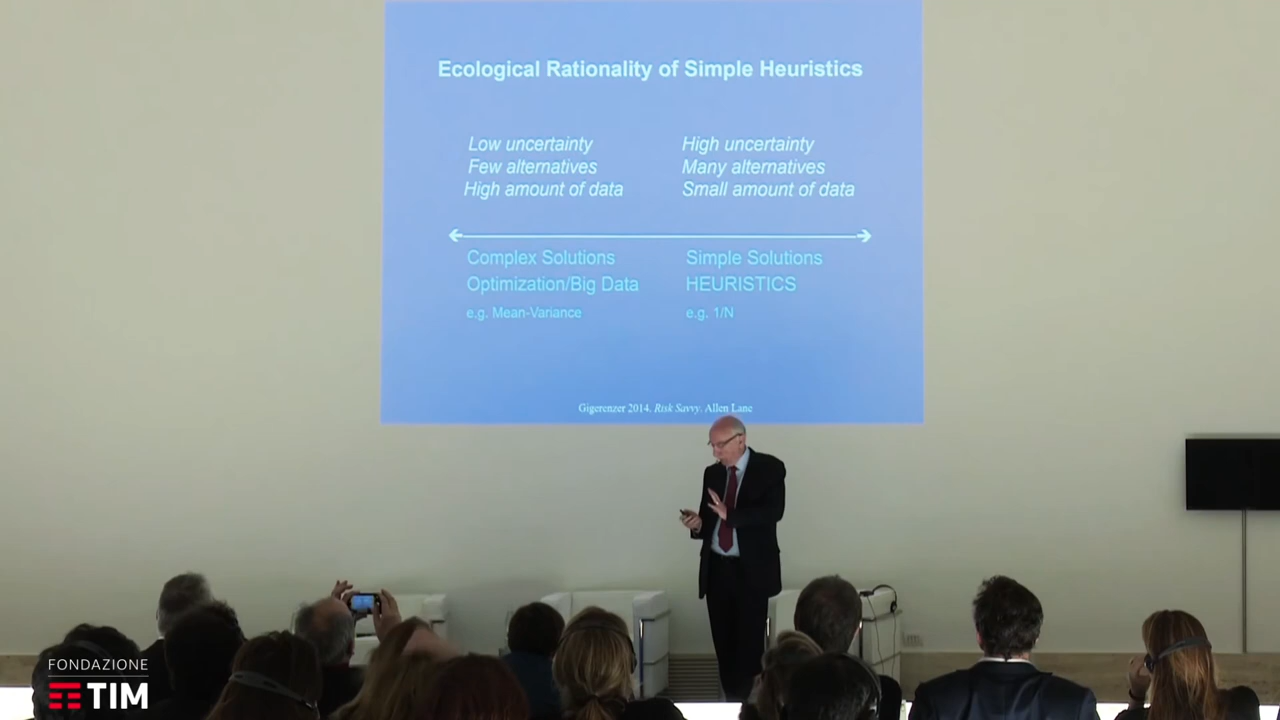 Ecological Rationality of Simple Heuristics
Low uncertainty
Few alternatives
High amount of data
High uncertainty
Many alternatives
Small amount of data
Complex Solutions
Optimization/Big Data
e.g. Mean-Variance
Simple Solutions
HEURISTICS
e.g. 1/N
Gigerenzer 2014. Risk Savvy. Allen Lane
FONDAZIONE
TIM